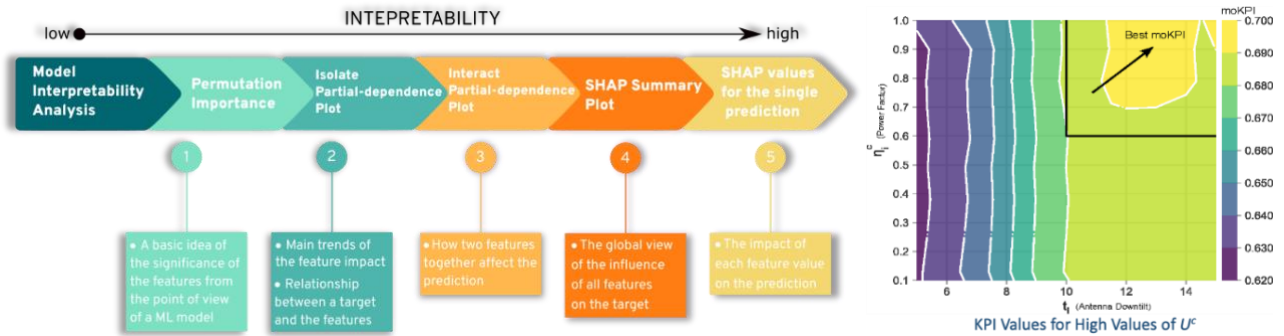 INTEPRETABILITY
low
high
Model
Interpretability
Analysis
Permutation
Importance
Isolate
Partial-dependence
Plot
Interact
Partial-dependence
Plot
SHAP Summary
Plot
SHAP values
for the single
prediction
1
2
3
4
5
• A basic idea of
the significance of
the features from
the point of view
of a ML model
• Main trends of
the feature impact
• Relationship
between a target
and the features
• How two features
together affect the
prediction
• The global view
of the influence
of all features
on the target
• The impact of
each feature value
on the prediction
moKPI
1.0
0.9
0.8
0.7
0.6
0.5
0.4
0.3
0.2
0.1
η_i^c (Power Factor)
Best moKPI
6
8
10
12
14
t_i (Antenna Downtilt)
0.700
0.690
0.680
0.670
0.660
0.650
0.640
0.630
0.620
KPI Values for High Values of U^c